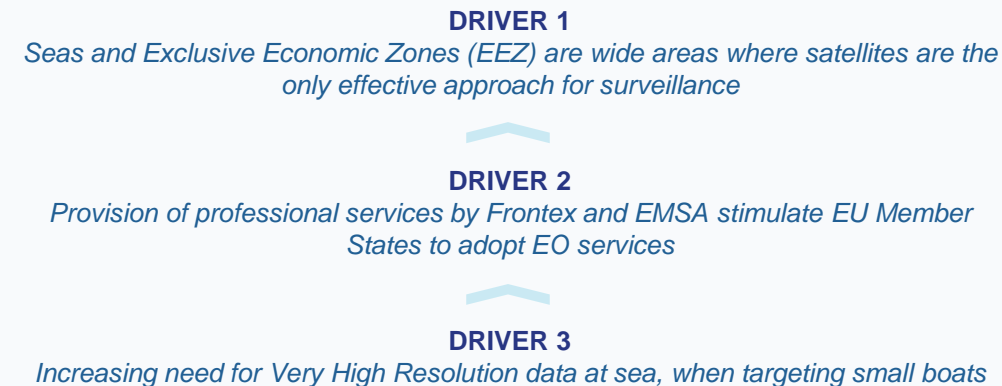 DRIVER 1
Seas and Exclusive Economic Zones (EEZ) are wide areas where satellites are the
only effective approach for surveillance
DRIVER 2
Provision of professional services by Frontex and EMSA stimulate EU Member
States to adopt EO services
DRIVER 3
Increasing need for Very High Resolution data at sea, when targeting small boats